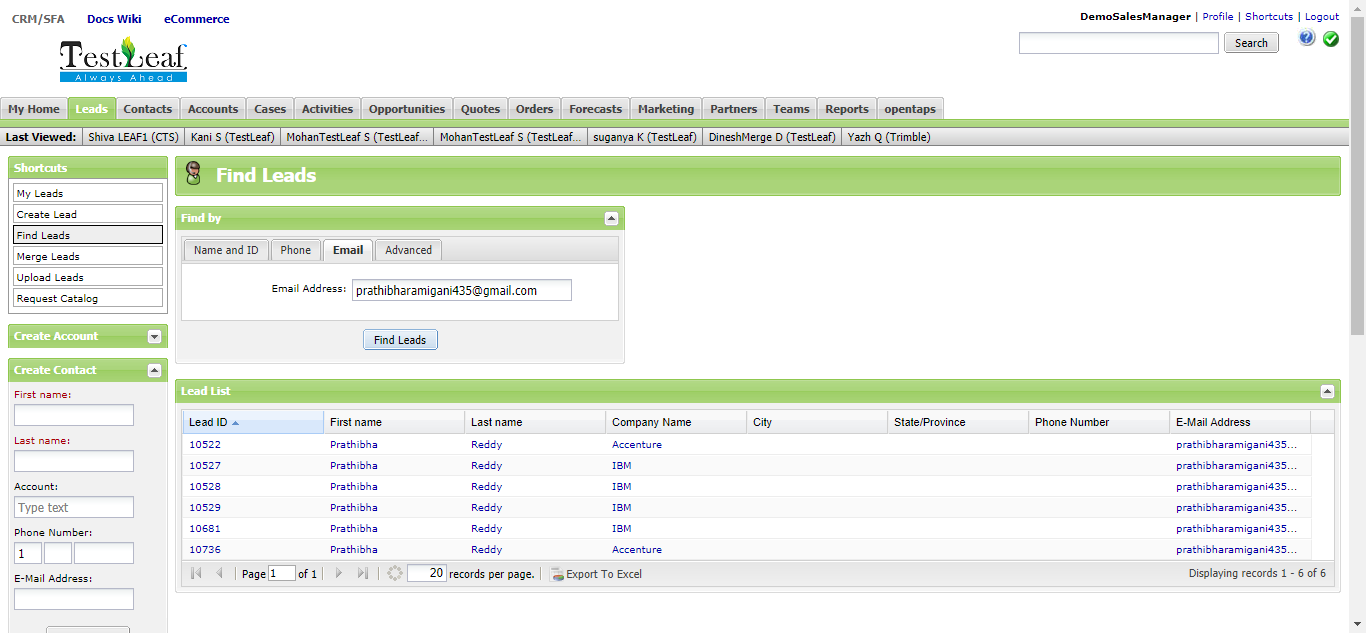 CRM/SFA Docs Wiki eCommerce
DemoSalesManager | Profile | Shortcuts | Logout
TestLeaf
Always Ahead
Search
My Home Leads Contacts Accounts Cases Activities Opportunities Quotes Orders Forecasts Marketing Partners Teams Reports opentaps
Last Viewed: Shiva LEAF1 (CTS) Kani S (TestLeaf) MohanTestLeaf S (TestLeaf... MohanTestLeaf S (TestLeaf... suganya K (TestLeaf) DineshMerge D (TestLeaf) Yazh Q (Trimble)
Shortcuts
My Leads
Create Lead
Find Leads
Merge Leads
Upload Leads
Request Catalog
Create Account
Create Contact
First name:
Last name:
Account:
Type text
Phone Number:
1
E-Mail Address:
Find Leads
Find by
Name and ID Phone Email Advanced
Email Address: prathibharamigani435@gmail.com
Find Leads
Lead List
Lead ID First name Last name Company Name City State/Province Phone Number E-Mail Address
10522 Prathibha Reddy Accenture prathibharamigani435...
10527 Prathibha Reddy IBM prathibharamigani435...
10528 Prathibha Reddy IBM prathibharamigani435...
10529 Prathibha Reddy IBM prathibharamigani435...
10681 Prathibha Reddy IBM prathibharamigani435...
10736 Prathibha Reddy Accenture prathibharamigani435...
Page 1 of 1 20 records per page. Export To Excel Displaying records 1 - 6 of 6